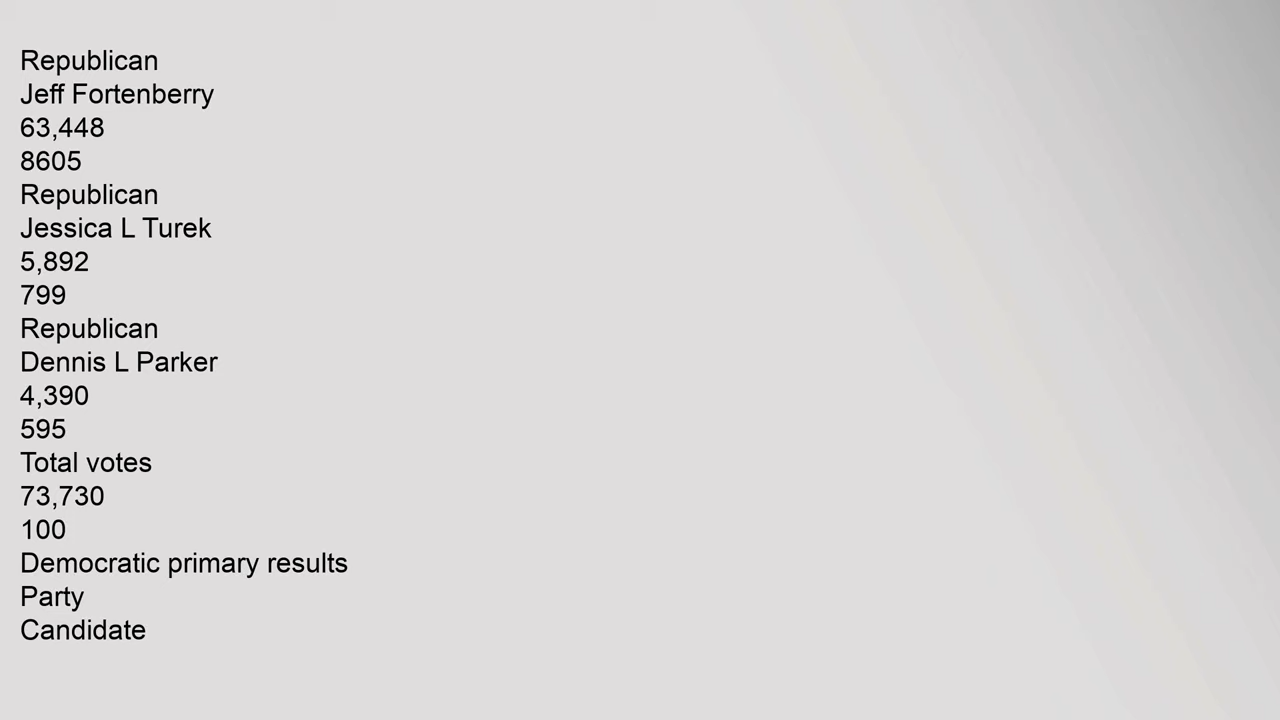 Republican
Jeff Fortenberry
63,448
8605
Republican
Jessica L Turek
5,892
799
Republican
Dennis L Parker
4,390
595
Total votes
73,730
100
Democratic primary results
Party
Candidate